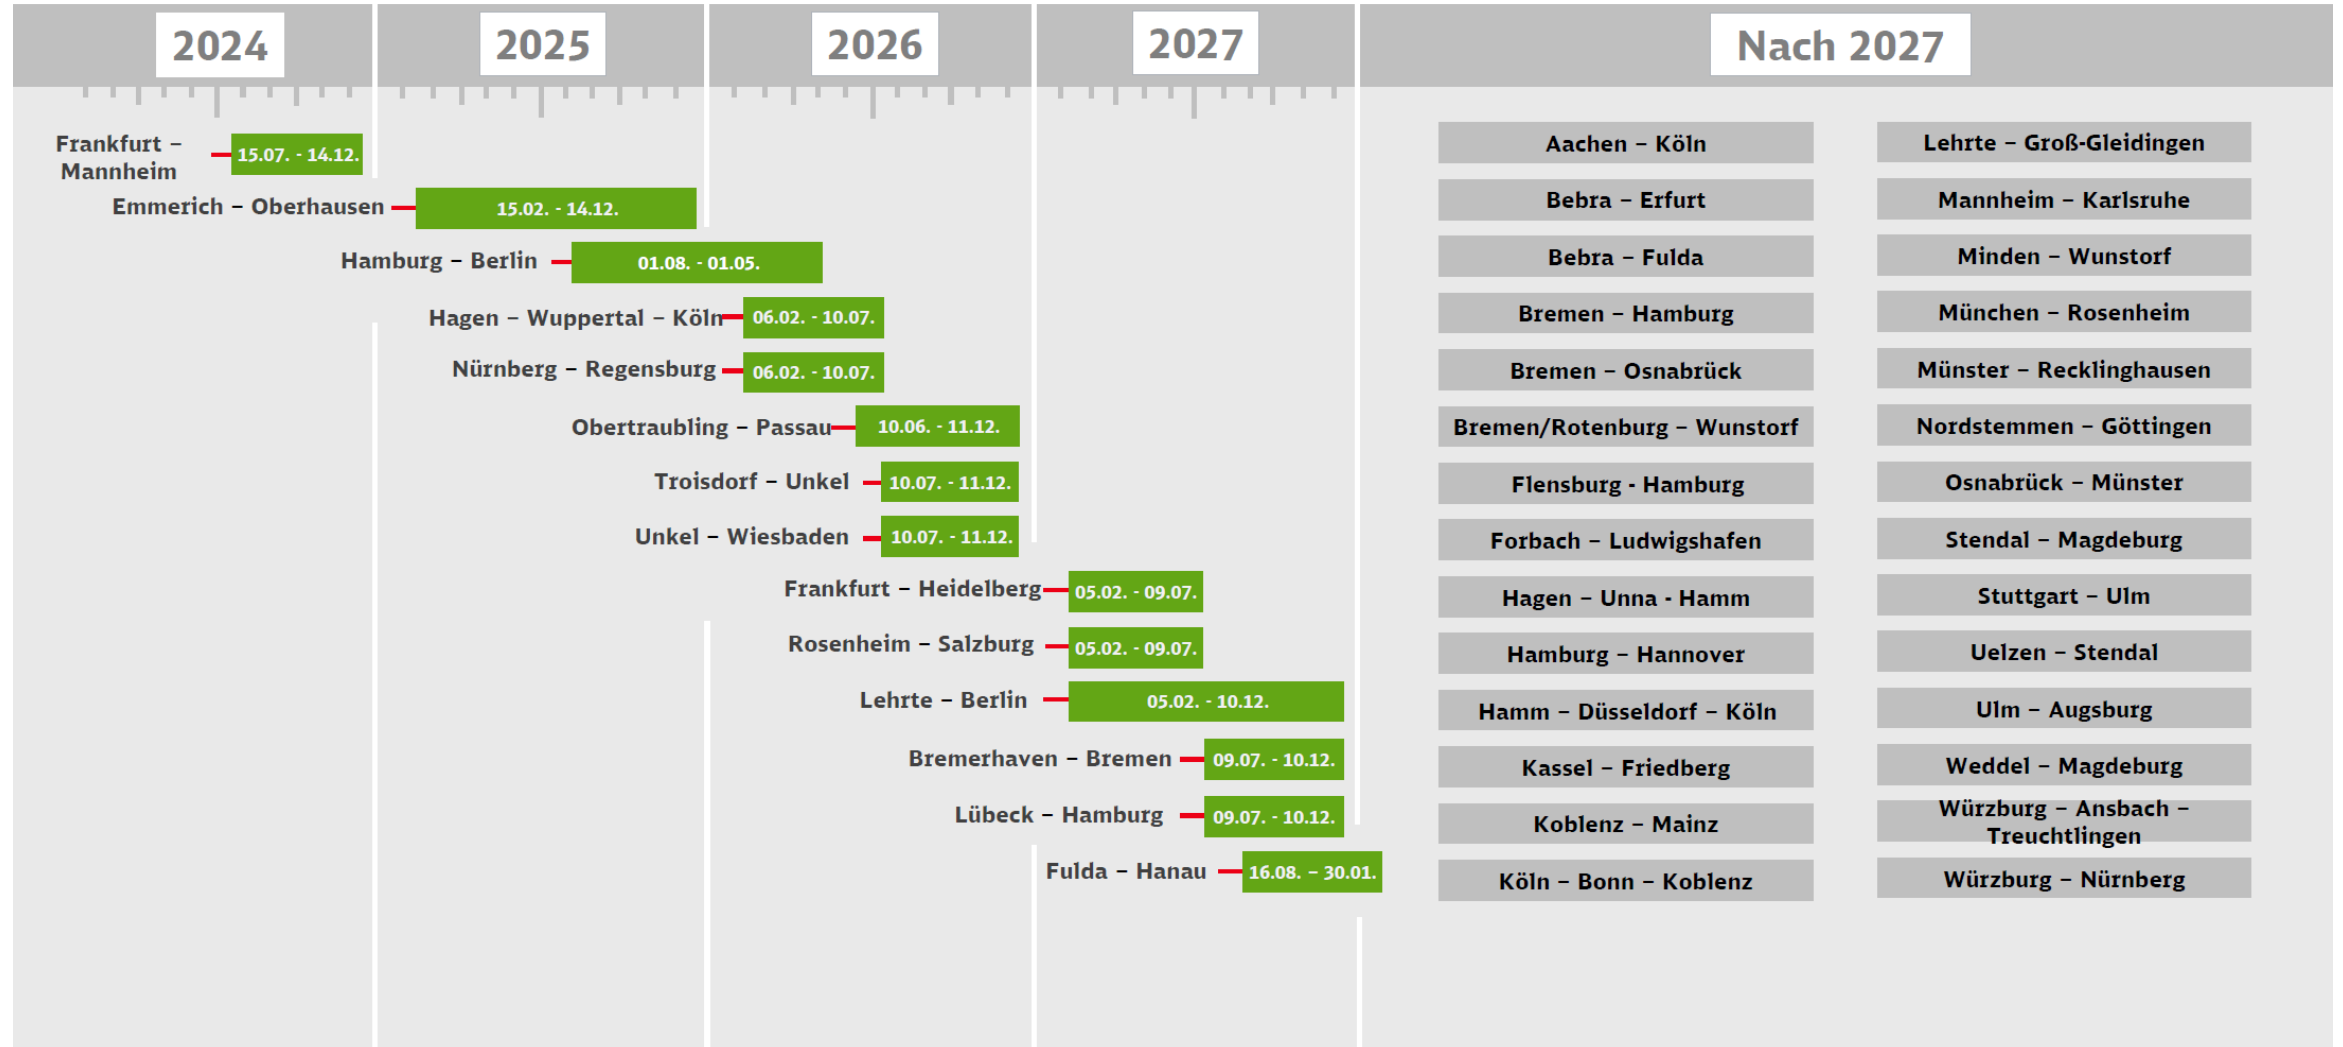 2024
2025
2026
2027
Nach 2027
Frankfurt –
Mannheim
15.07. - 14.12.
Emmerich – Oberhausen
15.02. - 14.12.
Hamburg – Berlin
01.08. - 01.05.
Hagen – Wuppertal – Köln
06.02. - 10.07.
Nürnberg – Regensburg
06.02. - 10.07.
Obertraubling – Passau
10.06. - 11.12.
Troisdorf – Unkel
10.07. - 11.12.
Unkel – Wiesbaden
10.07. - 11.12.
Frankfurt – Heidelberg
05.02. - 09.07.
Rosenheim – Salzburg
05.02. - 09.07.
Lehrte – Berlin
05.02. - 10.12.
Bremerhaven – Bremen
09.07. - 10.12.
Lübeck – Hamburg
09.07. - 10.12.
Fulda – Hanau
16.08. – 30.01.
Aachen – Köln
Bebra – Erfurt
Bebra – Fulda
Bremen – Hamburg
Bremen – Osnabrück
Bremen/Rotenburg – Wunstorf
Flensburg - Hamburg
Forbach – Ludwigshafen
Hagen – Unna - Hamm
Hamburg – Hannover
Hamm – Düsseldorf – Köln
Kassel – Friedberg
Koblenz – Mainz
Köln – Bonn – Koblenz
Lehrte – Groß-Gleidingen
Mannheim – Karlsruhe
Minden – Wunstorf
München – Rosenheim
Münster – Recklinghausen
Nordstemmen – Göttingen
Osnabrück – Münster
Stendal – Magdeburg
Stuttgart – Ulm
Uelzen – Stendal
Ulm – Augsburg
Weddel – Magdeburg
Würzburg – Ansbach –
Treuchtlingen
Würzburg – Nürnberg